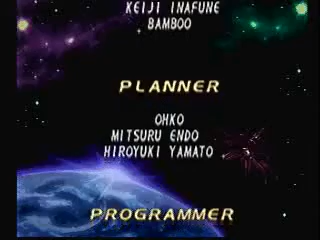 KEIJI INAFUNE
BAMBOO
PLANNER
OHKO
MITSURU ENDO
HIROYUKI YAMATO
PROGRAMMER